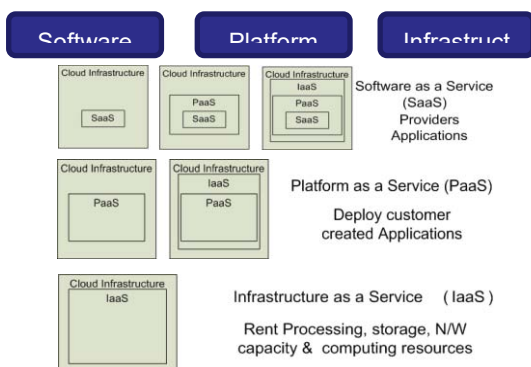 Software
Platform
Infrastruct
Cloud Infrastructure
SaaS
Cloud Infrastructure
PaaS
SaaS
Cloud Infrastructure
IaaS
PaaS
SaaS
Software as a Service
(SaaS)
Providers
Applications
Cloud Infrastructure
PaaS
Cloud Infrastructure
IaaS
PaaS
Platform as a Service (PaaS)
Deploy customer
created Applications
Cloud Infrastructure
IaaS
Infrastructure as a Service ( IaaS )
Rent Processing, storage, N/W
capacity & computing resources